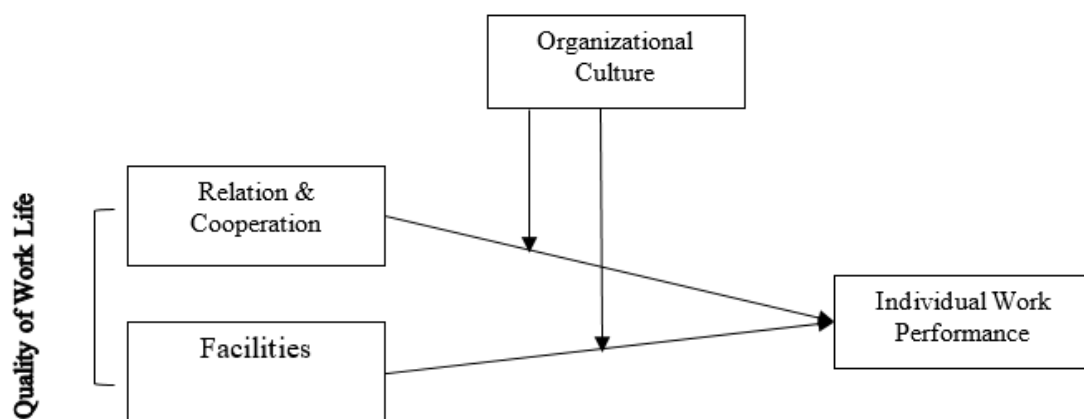 Organizational
Culture
Quality of Work Life
Relation &
Cooperation
Facilities
Individual Work
Performance